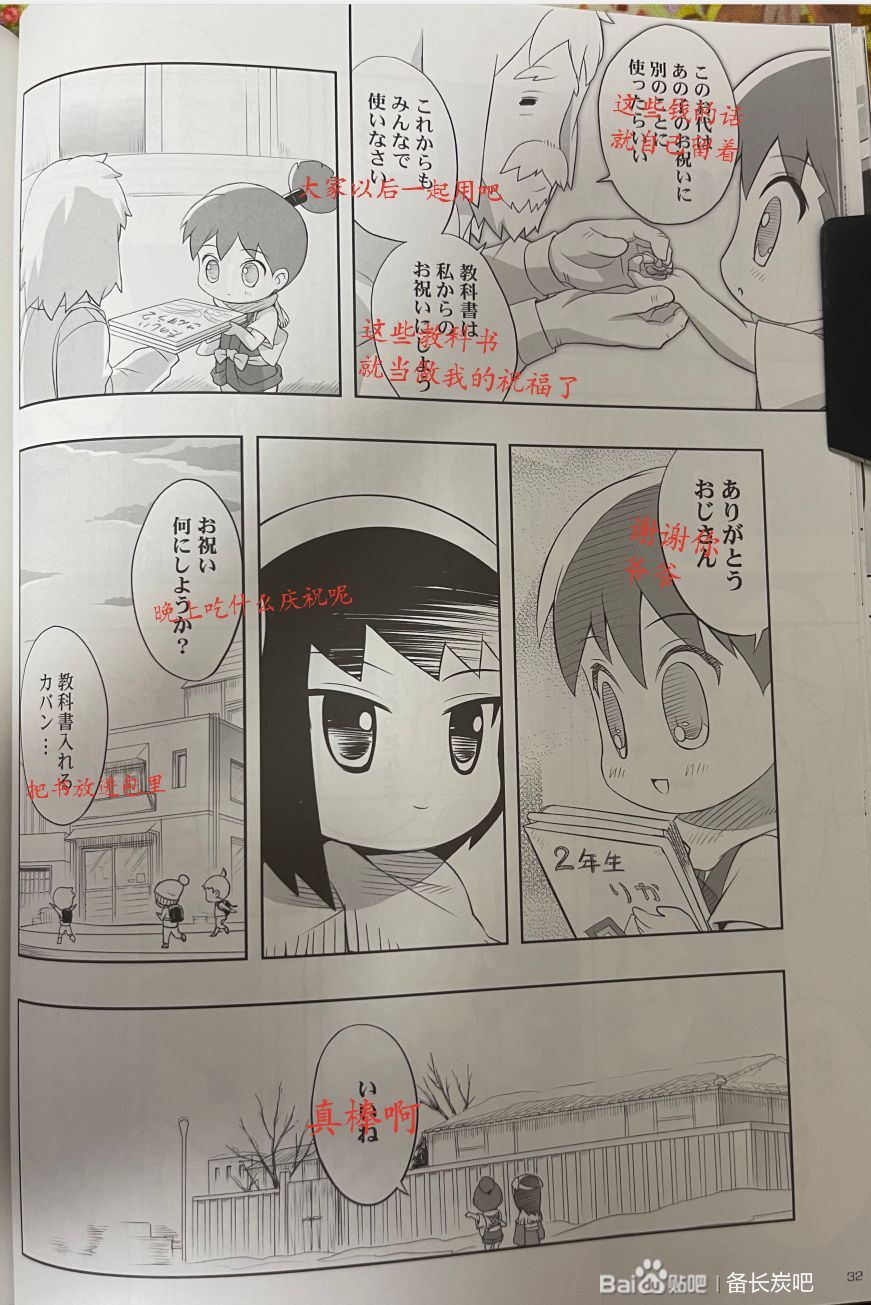 このお代は
あの子のお祝いに
別のことに
使ったらいい
这些钱的话
就自己留着
これからも
みんなで
使いなさい
大家以后一起用吧
教科書は
私からの
お祝いにしよう
这些教科书
就当做我的祝福了
ありがとう
おじさん
谢谢你
爷爷
2年生
りか
お祝い
何にしようか？
晚上吃什么庆祝呢
教科書入れる
カバン…
把书放进包里
いいね
真棒啊
32
Bai du 贴吧 | 备长炭吧